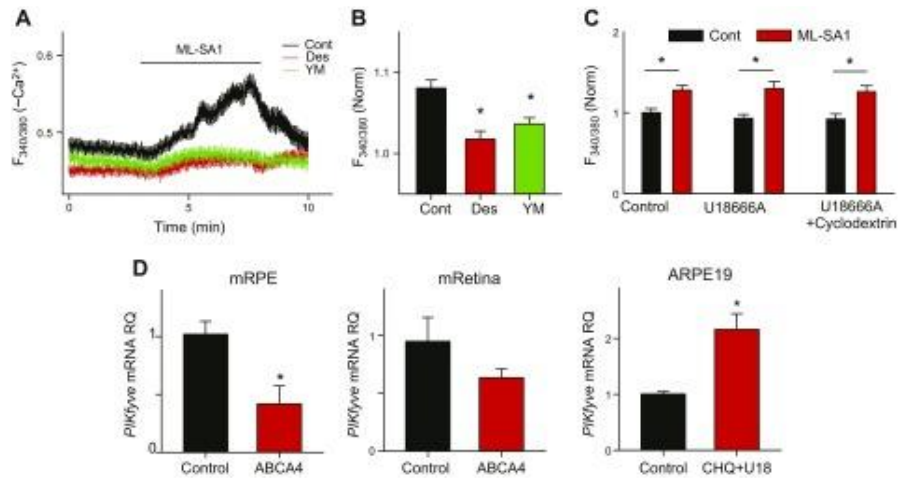 A
ML-SA1
Cont
Des
YM
0.6
0.5
F340/380 (~Ca2+)
0
5
10
Time (min)
B
1.1
1.0
F340/380 (Norm)
*
*
Cont
Des
YM
C
Cont
ML-SA1
2
1
0
F340/380 (Norm)
*
*
*
Control
U18666A
U18666A
+Cyclodextrin
D
mRPE
PIKfyve mRNA RQ
1
0
*
Control
ABCA4
mRetina
PIKfyve mRNA RQ
1
0
Control
ABCA4
ARPE19
PIKfyve mRNA RQ
2
1
0
*
Control
CHQ+U18